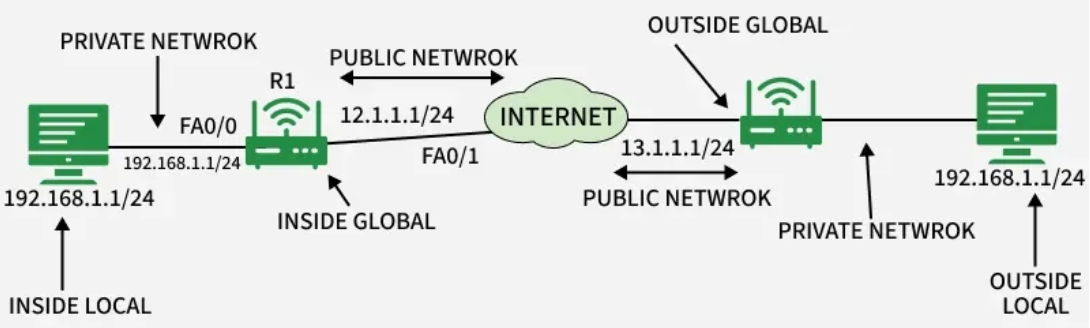 OUTSIDE GLOBAL
PRIVATE NETWROK
PUBLIC NETWROK
R1
12.1.1.1/24
INTERNET
FA0/0
192.168.1.1/24
FA0/1
13.1.1.1/24
192.168.1.1/24
192.168.1.1/24
PUBLIC NETWROK
INSIDE GLOBAL
PRIVATE NETWROK
INSIDE LOCAL
OUTSIDE
LOCAL